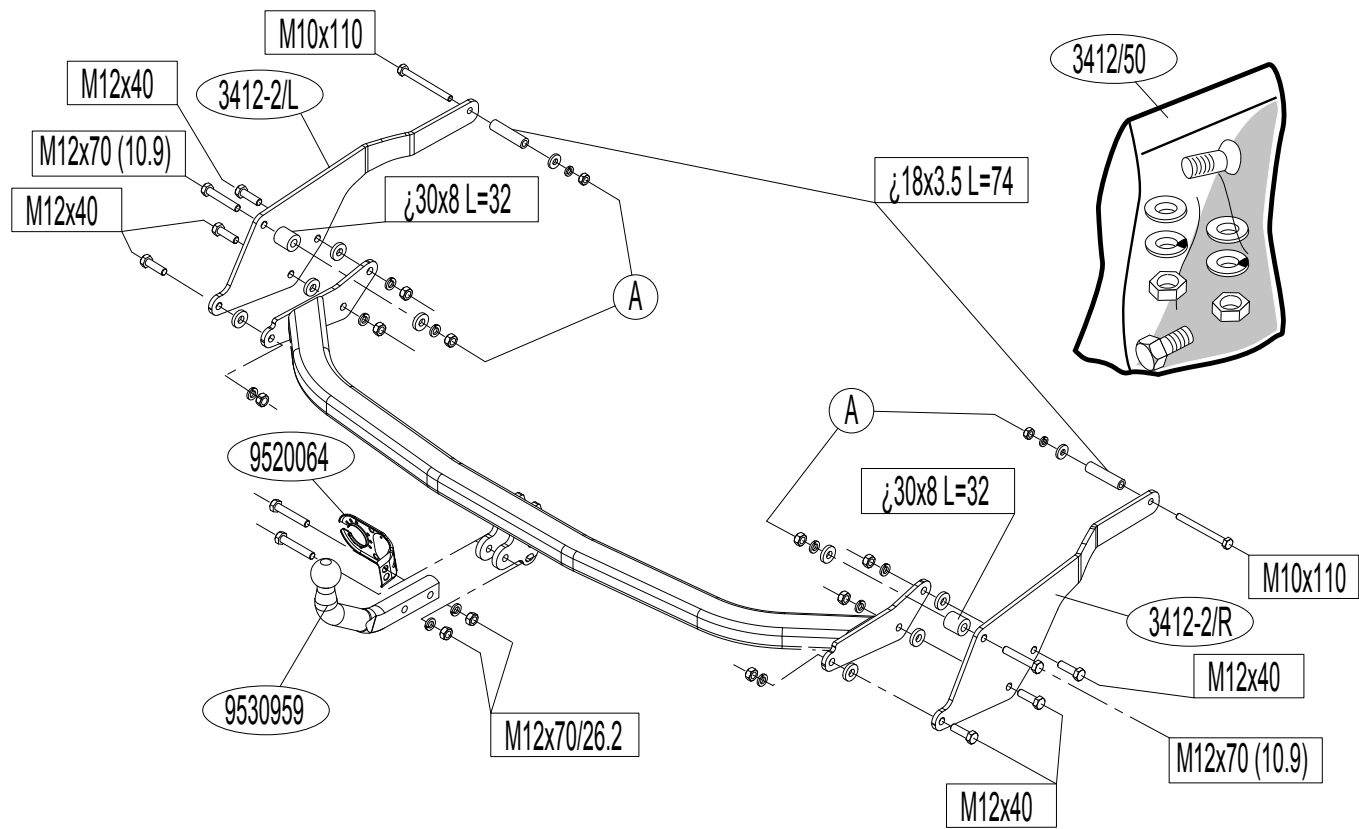 M10x110
3412/50
M12x40
3412-2/L
M12x70 (10.9)
¿30x8 L=32
¿18x3.5 L=74
M12x40
A
A
9520064
¿30x8 L=32
M10x110
3412-2/R
M12x40
9530959
M12x70/26.2
M12x70 (10.9)
M12x40